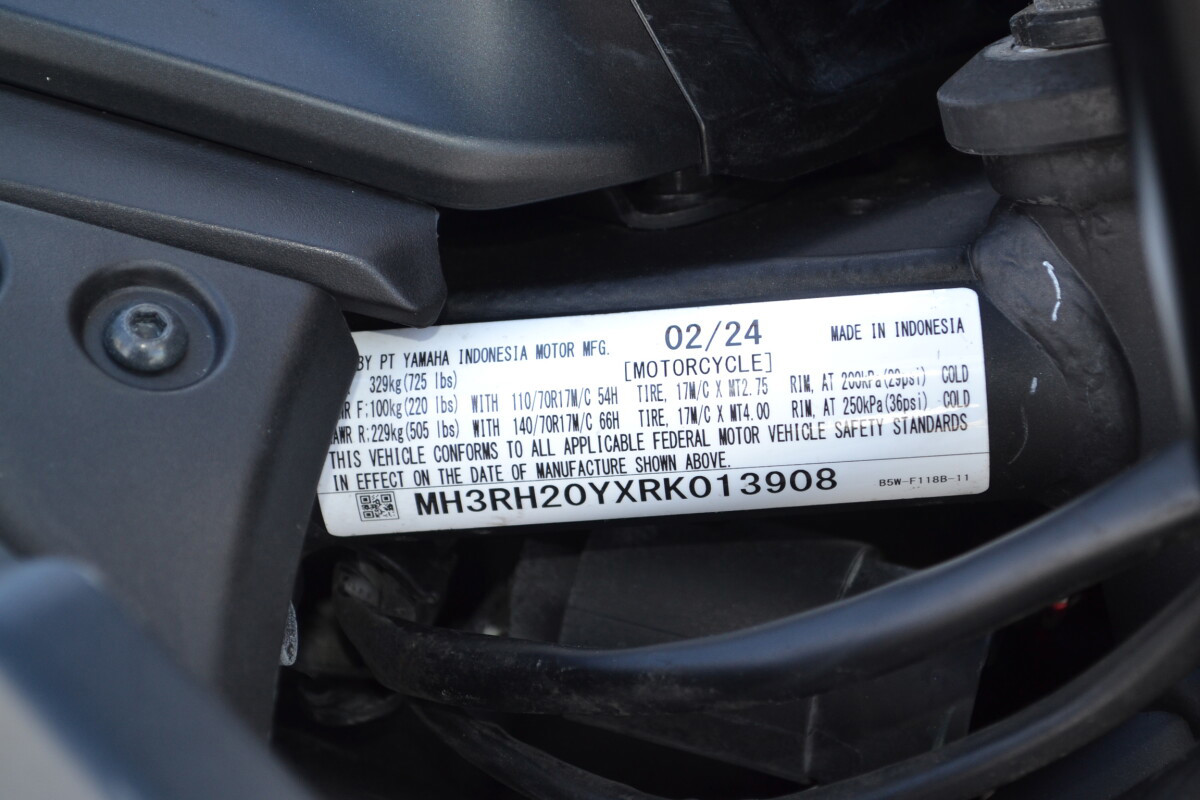 BY PT YAMAHA INDONESIA MOTOR MFG. 02/24 MADE IN INDONESIA
329kg(725 lbs) [MOTORCYCLE]
F:100kg(220 lbs) WITH 110/70R17M/C 54H TIRE, 17M/C X MT2.75 RIM, AT 200kPa(29psi) COLD
AWR R:229kg(505 lbs) WITH 140/70R17M/C 66H TIRE, 17M/C X MT4.00 RIM, AT 250kPa(36psi) COLD
THIS VEHICLE CONFORMS TO ALL APPLICABLE FEDERAL MOTOR VEHICLE SAFETY STANDARDS
IN EFFECT ON THE DATE OF MANUFACTURE SHOWN ABOVE.
MH3RH20YXRK013908 B5W-F118B-11